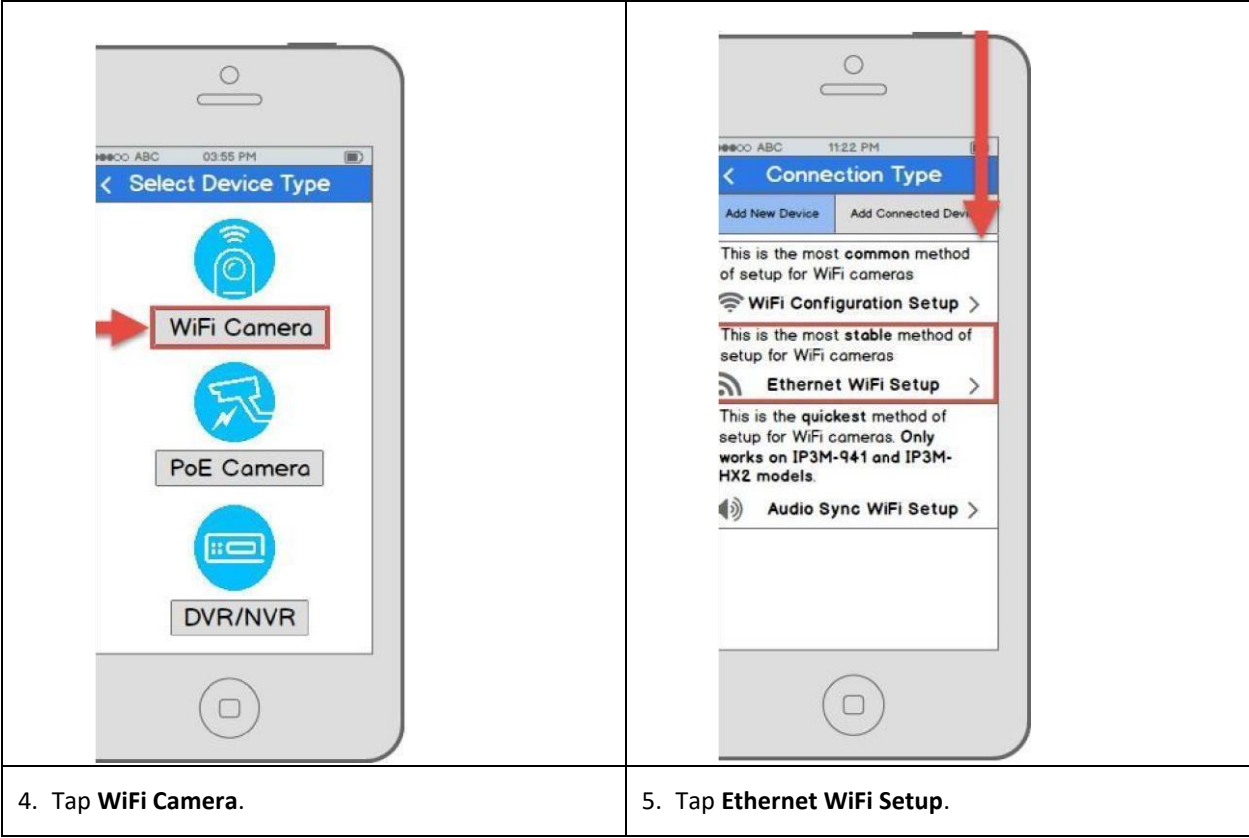 ABC 03:55 PM
< Select Device Type
WiFi Camera
PoE Camera
DVR/NVR
4. Tap WiFi Camera.
ABC 11:22 PM
< Connection Type
Add New Device Add Connected
This is the most common method
of setup for WiFi cameras
WiFi Configuration Setup >
This is the most stable method of
setup for WiFi cameras
Ethernet WiFi Setup >
This is the quickest method of
setup for WiFi cameras. Only
works on IP3M-941 and IP3M-
HX2 models.
Audio Sync WiFi Setup >
5. Tap Ethernet WiFi Setup.